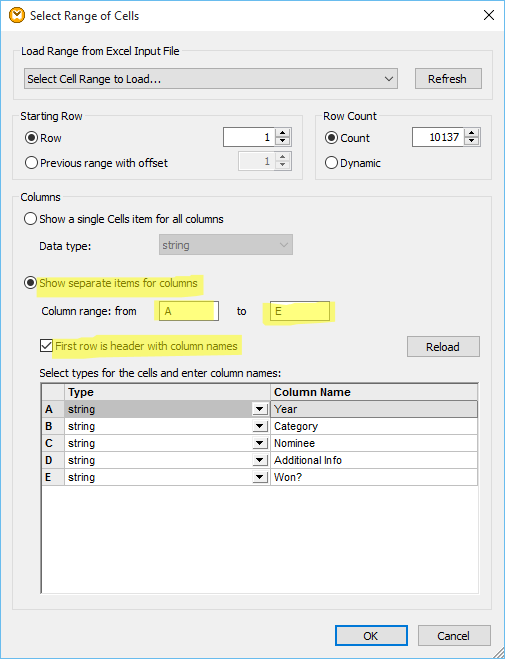 Select Range of Cells
Load Range from Excel Input File
Select Cell Range to Load...
Refresh
Starting Row
Row 1
Previous range with offset 1
Row Count
Count 10137
Dynamic
Columns
Show a single Cells item for all columns
Data type: string
Show separate items for columns
Column range: from A to E
First row is header with column names
Reload
Select types for the cells and enter column names:
Type Column Name
A string Year
B string Category
C string Nominee
D string Additional Info
E string Won?
OK Cancel